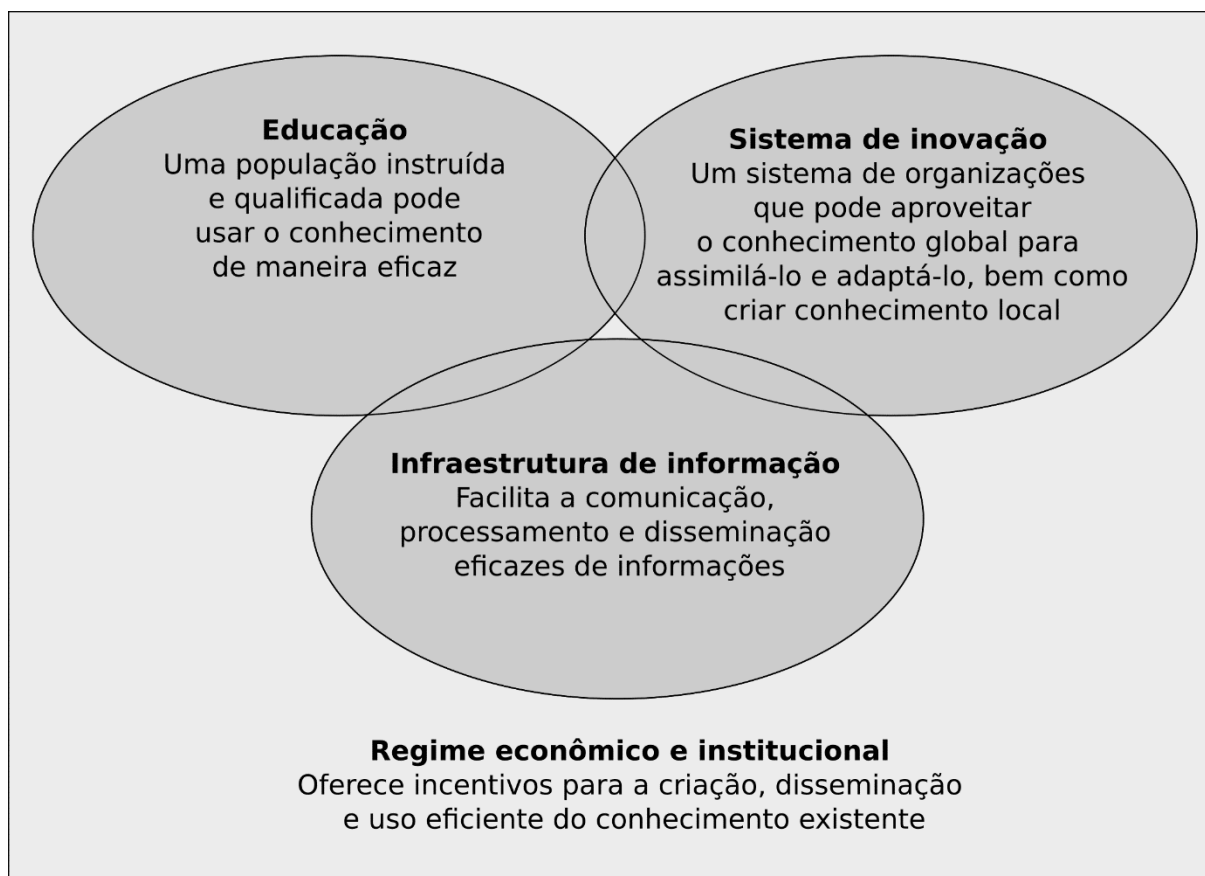 Educação
Uma população instruída
e qualificada pode
usar o conhecimento
de maneira eficaz
Sistema de inovação
Um sistema de organizações
que pode aproveitar
o conhecimento global para
assimilá-lo e adaptá-lo, bem como
criar conhecimento local
Infraestrutura de informação
Facilita a comunicação,
processamento e disseminação
eficazes de informações
Regime econômico e institucional
Oferece incentivos para a criação, disseminação
e uso eficiente do conhecimento existente